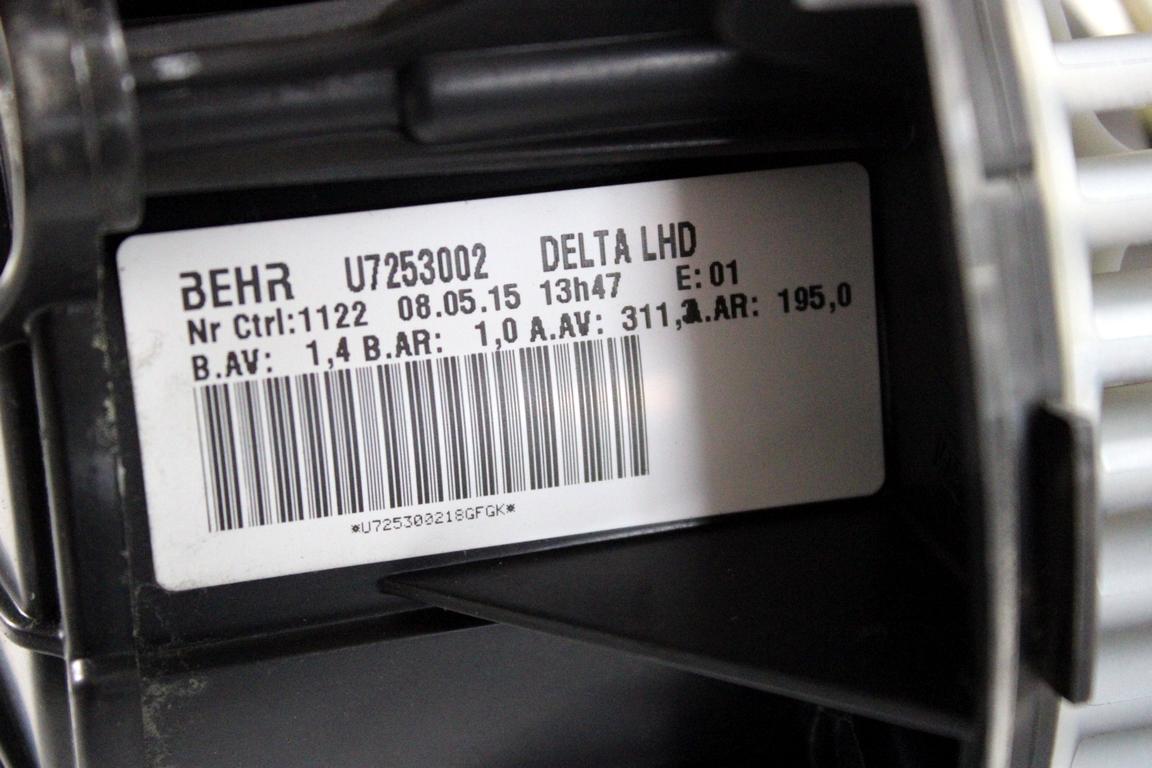 BEHR U7253002 DELTA LHD
Nr Ctrl:1122 08.05.15 13h47 E: 01
B.AV: 1,4 B.AR: 1,0 A.AV: 311, .AR: 195,0
*U725300218GFGK*